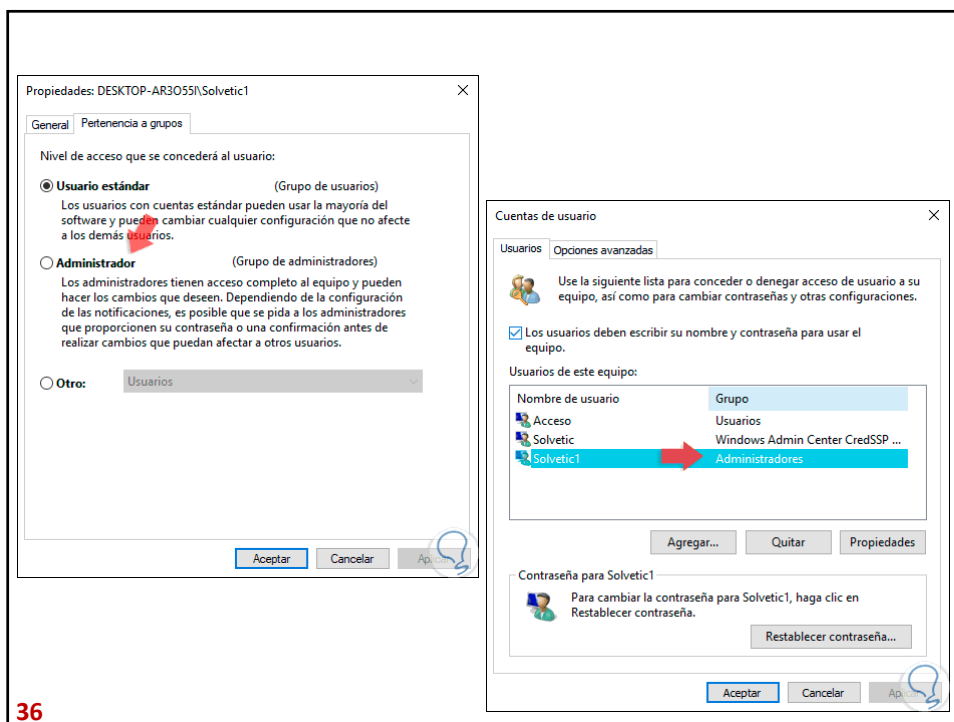 Propiedades: DESKTOP-AR3O55I\Solvetic1
General Pertenencia a grupos
Nivel de acceso que se concederá al usuario:
Usuario estándar (Grupo de usuarios)
Los usuarios con cuentas estándar pueden usar la mayoría del
software y pueden cambiar cualquier configuración que no afecte
a los demás usuarios.
Administrador (Grupo de administradores)
Los administradores tienen acceso completo al equipo y pueden
hacer los cambios que deseen. Dependiendo de la configuración
de las notificaciones, es posible que se pida a los administradores
que proporcionen su contraseña o una confirmación antes de
realizar cambios que puedan afectar a otros usuarios.
Otro: Usuarios
Aceptar Cancelar
Cuentas de usuario
Usuarios Opciones avanzadas
Use la siguiente lista para conceder o denegar acceso de usuario a su
equipo, así como para cambiar contraseñas y otras configuraciones.
Los usuarios deben escribir su nombre y contraseña para usar el
equipo.
Usuarios de este equipo:
Nombre de usuario Grupo
Acceso Usuarios
Solvetic Windows Admin Center CredSSP ...
Solvetic1 Administradores
Agregar... Quitar Propiedades
Contraseña para Solvetic1
Para cambiar la contraseña para Solvetic1, haga clic en
Restablecer contraseña.
Restablecer contraseña...
Aceptar Cancelar
36